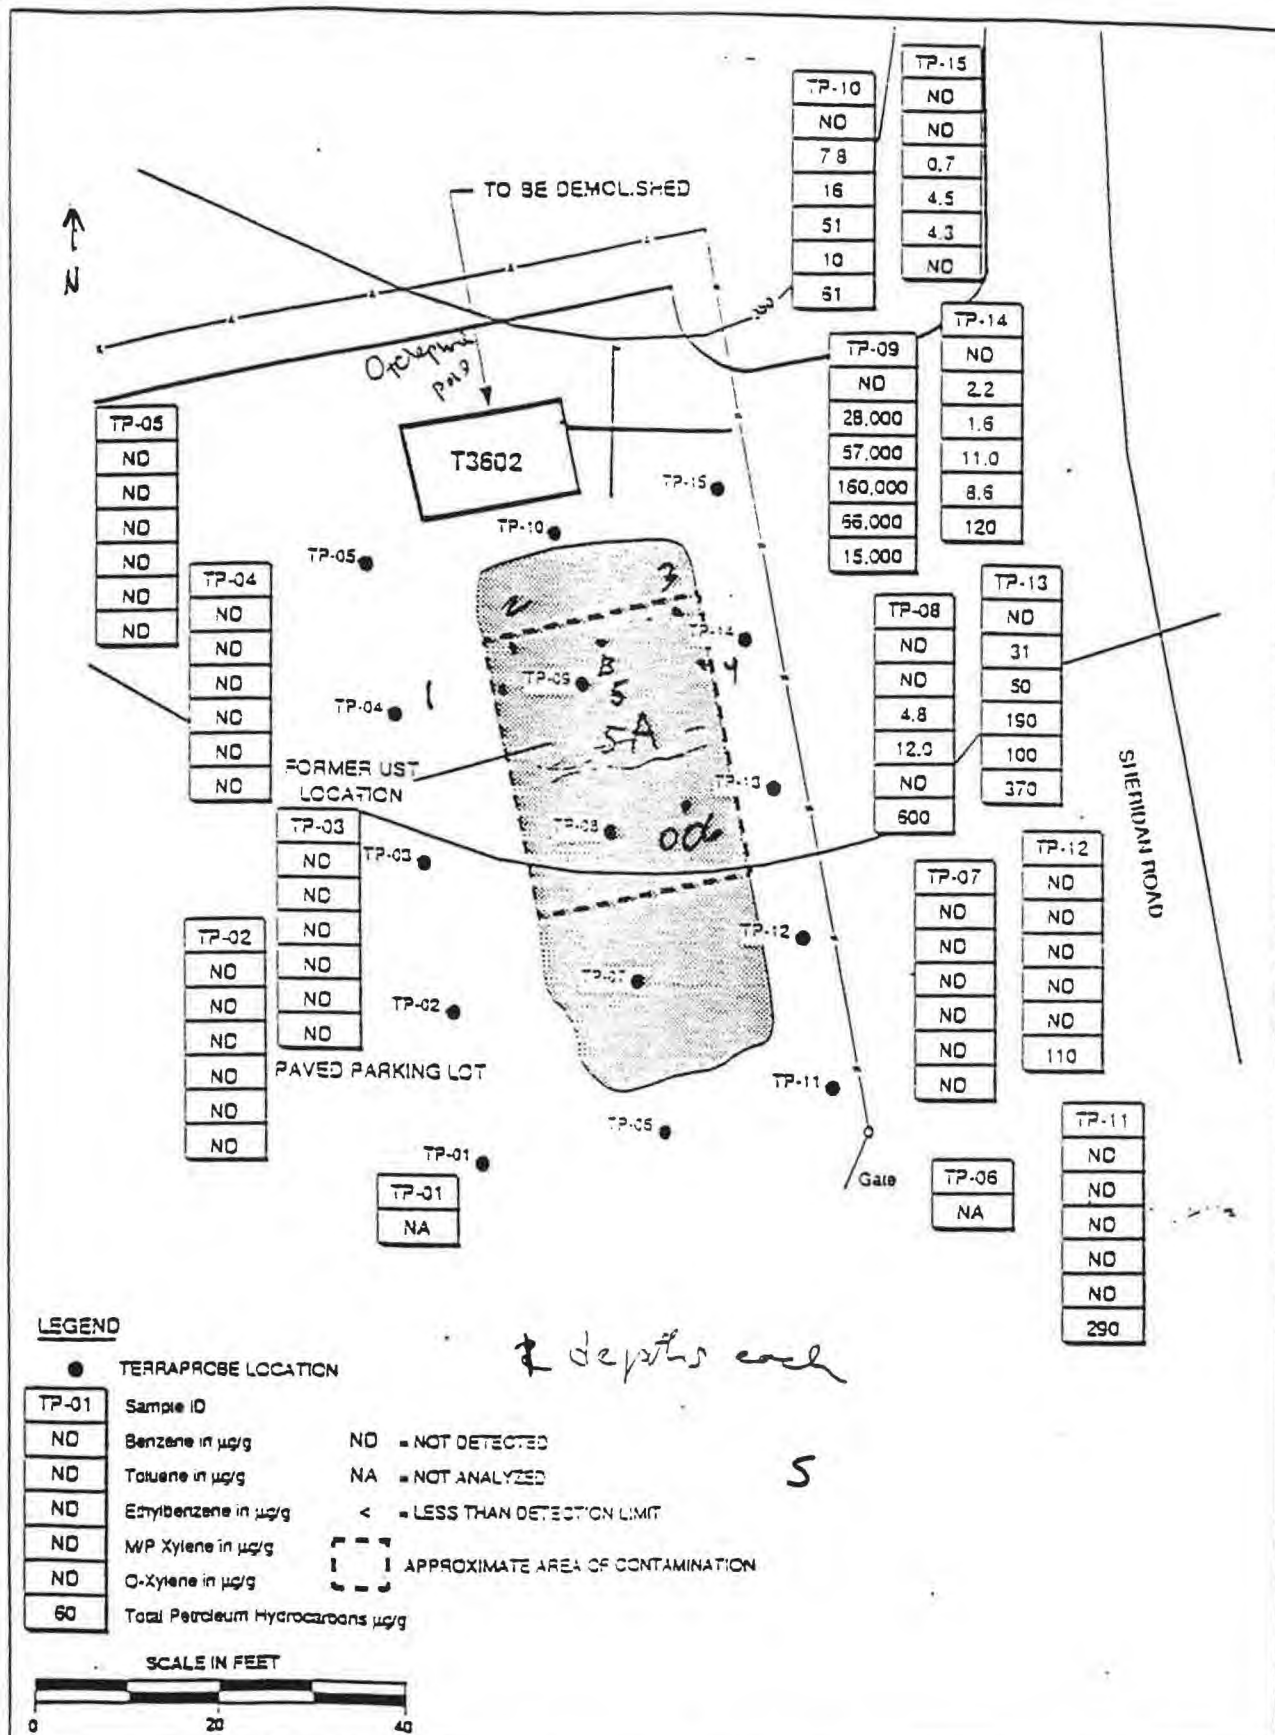 TP-15
ND
ND
0.7
4.5
4.3
ND
TP-10
ND
7.8
16
51
10
61
TO BE DEMOLISHED
N
TP-14
ND
2.2
1.6
11.0
8.6
120
TP-09
ND
28,000
57,000
160,000
66,000
15,000
T3602
TP-05
ND
ND
ND
ND
ND
ND
TP-15
TP-10
TP-05
TP-04
ND
ND
ND
ND
ND
ND
2
3
TP-14
TP-13
ND
31
50
190
100
370
TP-08
ND
ND
4.8
12.0
ND
600
B
4
TP-09
5
TP-04
1
5-A
FORMER UST
LOCATION
TP-13
SHERIDAN ROAD
TP-03
ND
ND
ND
ND
ND
ND
TP-03
TP-08
TP-12
ND
ND
ND
ND
ND
110
TP-07
ND
ND
ND
ND
ND
ND
TP-02
ND
ND
ND
ND
ND
ND
TP-12
TP-07
TP-02
PAVED PARKING LOT
TP-11
TP-11
ND
ND
ND
ND
ND
290
TP-01
TP-01
NA
Gate
TP-06
NA
LEGEND
TERRAPROBE LOCATION
depths each
TP-01 Sample ID
ND Benzene in µg/g
ND Toluene in µg/g
ND Ethylbenzene in µg/g
ND M/P Xylene in µg/g
ND O-Xylene in µg/g
60 Total Petroleum Hydrocarbons µg/g
ND = NOT DETECTED
NA = NOT ANALYZED
< = LESS THAN DETECTION LIMIT
APPROXIMATE AREA OF CONTAMINATION
5
SCALE IN FEET
0 20 40